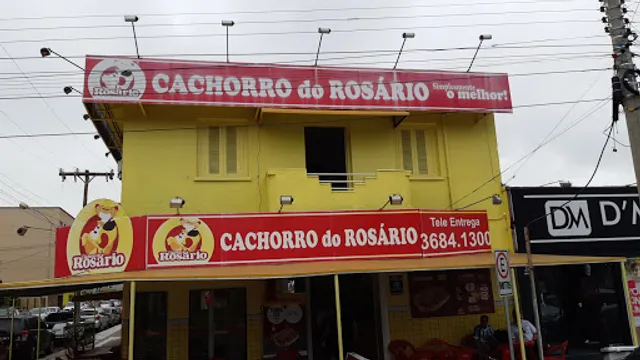 Rosário
CACHORRO do ROSÁRIO
Simplesmente
o melhor!
Rosário
Rosário
CACHORRO do ROSÁRIO
Tele Entrega
3684.1300
DM
D'M
E